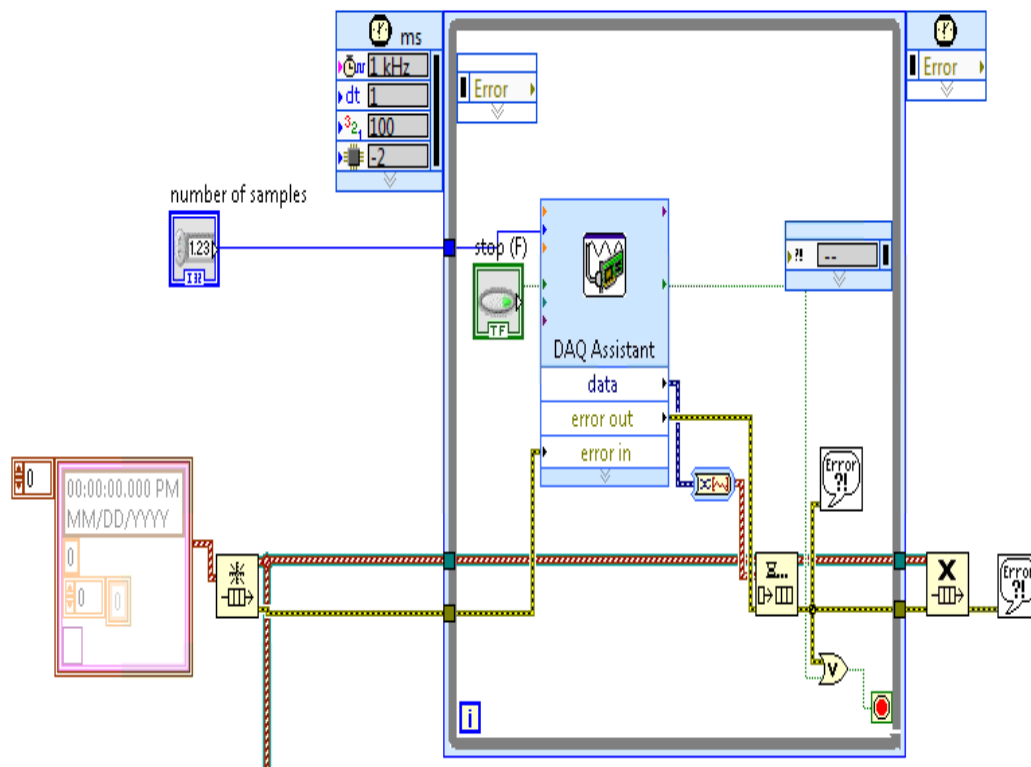 ms
1 kHz
Error
Error
dt 1
100
-2
number of samples
1.23
I32
stop (F)
TF
?! --
DAQ Assistant
data
error out
error in
0
00:00:00.000 PM
MM/DD/YYYY
0
0
0
Error
?!
Error
?!
X
V
i